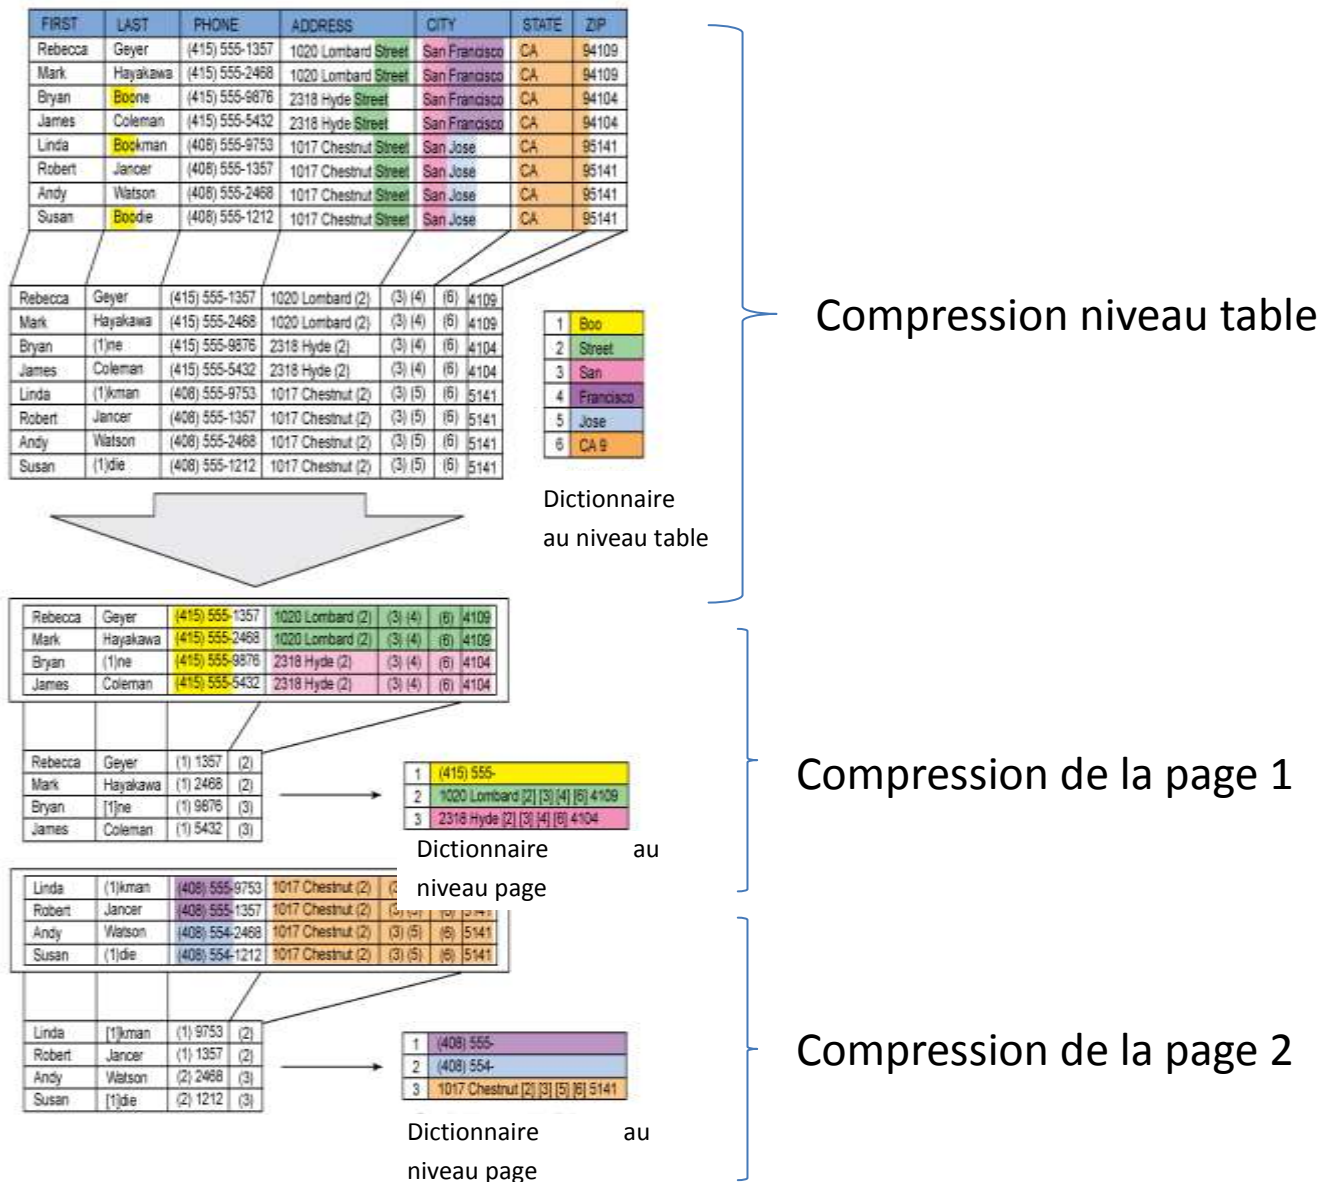 FIRST LAST PHONE ADDRESS CITY STATE ZIP
Rebecca Geyer (415) 555-1357 1020 Lombard Street San Francisco CA 94109
Mark Hayakawa (415) 555-2468 1020 Lombard Street San Francisco CA 94109
Bryan Boone (415) 555-9876 2318 Hyde Street San Francisco CA 94104
James Coleman (415) 555-5432 2318 Hyde Street San Francisco CA 94104
Linda Bookman (408) 555-9753 1017 Chestnut Street San Jose CA 95141
Robert Jancer (408) 555-1357 1017 Chestnut Street San Jose CA 95141
Andy Watson (408) 555-2468 1017 Chestnut Street San Jose CA 95141
Susan Boodie (408) 555-1212 1017 Chestnut Street San Jose CA 95141
Rebecca Geyer (415) 555-1357 1020 Lombard (2) (3) (4) (6) 4109
Mark Hayakawa (415) 555-2468 1020 Lombard (2) (3) (4) (6) 4109
Bryan (1)ne (415) 555-9876 2318 Hyde (2) (3) (4) (6) 4104
James Coleman (415) 555-5432 2318 Hyde (2) (3) (4) (6) 4104
Linda (1)kman (408) 555-9753 1017 Chestnut (2) (3) (5) (6) 5141
Robert Jancer (408) 555-1357 1017 Chestnut (2) (3) (5) (6) 5141
Andy Watson (408) 555-2468 1017 Chestnut (2) (3) (5) (6) 5141
Susan (1)die (408) 555-1212 1017 Chestnut (2) (3) (5) (6) 5141
1 Boo
2 Street
3 San
4 Francisco
5 Jose
6 CA 9
Dictionnaire
au niveau table
Compression niveau table
Rebecca Geyer (415) 555-1357 1020 Lombard (2) (3) (4) (6) 4109
Mark Hayakawa (415) 555-2468 1020 Lombard (2) (3) (4) (6) 4109
Bryan (1)ne (415) 555-9876 2318 Hyde (2) (3) (4) (6) 4104
James Coleman (415) 555-5432 2318 Hyde (2) (3) (4) (6) 4104
Rebecca Geyer (1) 1357 (2)
Mark Hayakawa (1) 2468 (2)
Bryan [1]ne (1) 9876 (3)
James Coleman (1) 5432 (3)
1 (415) 555-
2 1020 Lombard [2] [3] [4] [6] 4109
3 2318 Hyde [2] [3] [4] [6] 4104
Dictionnaire au
niveau page
Compression de la page 1
Linda (1)kman (408) 555-9753 1017 Chestnut (2)
Robert Jancer (408) 555-1357 1017 Chestnut (2) (3) (5) (6) 5141
Andy Watson (408) 554-2468 1017 Chestnut (2) (3) (5) (6) 5141
Susan (1)die (408) 554-1212 1017 Chestnut (2) (3) (5) (6) 5141
Linda [1]kman (1) 9753 (2)
Robert Jancer (1) 1357 (2)
Andy Watson (2) 2468 (3)
Susan [1]die (2) 1212 (3)
1 (408) 555-
2 (408) 554-
3 1017 Chestnut [2] [3] [5] [6] 5141
Dictionnaire au
niveau page
Compression de la page 2